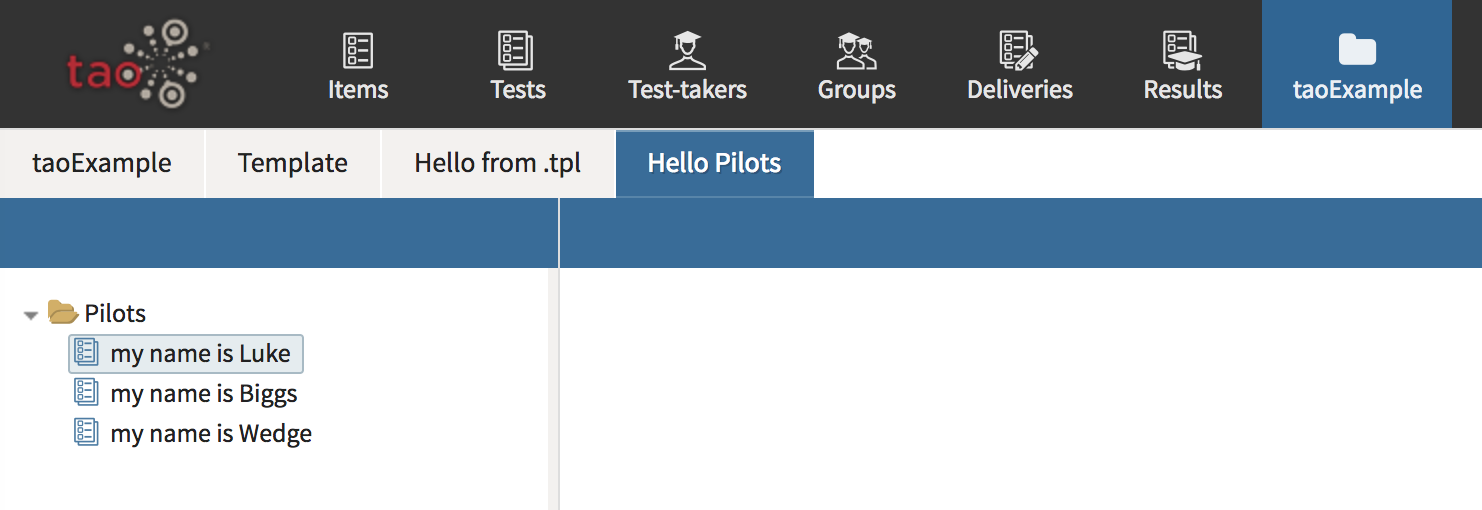 tao
Items
Tests
Test-takers
Groups
Deliveries
Results
taoExample
taoExample
Template
Hello from .tpl
Hello Pilots
Pilots
my name is Luke
my name is Biggs
my name is Wedge